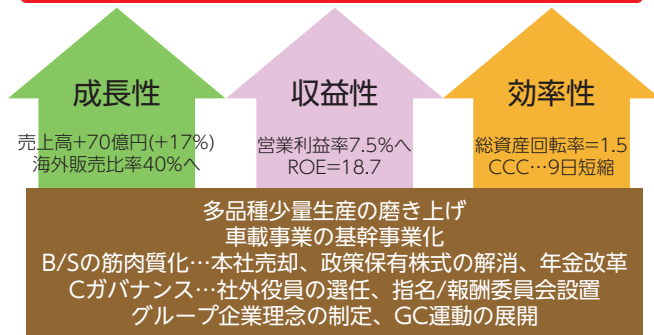 成長性
売上高+70億円(+17%)
海外販売比率40%へ
収益性
営業利益率7.5%へ
ROE=18.7
効率性
総資産回転率=1.5
CCC…9日短縮
多品種少量生産の磨き上げ
車載事業の基幹事業化
B/Sの筋肉質化…本社売却、政策保有株式の解消、年金改革
Cガバナンス…社外役員の選任、指名/報酬委員会設置
グループ企業理念の制定、GC運動の展開